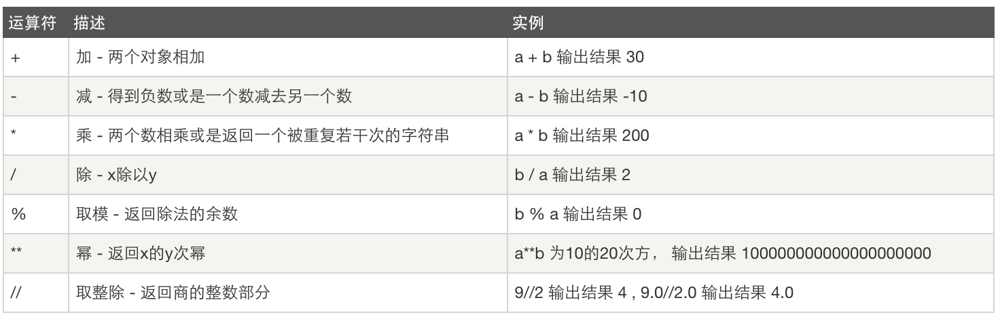 运算符 描述 实例
+ 加 - 两个对象相加 a + b 输出结果 30
- 减 - 得到负数或是一个数减去另一个数 a - b 输出结果 -10
* 乘 - 两个数相乘或是返回一个被重复若干次的字符串 a * b 输出结果 200
/ 除 - x除以y b / a 输出结果 2
% 取模 - 返回除法的余数 b % a 输出结果 0
** 幂 - 返回x的y次幂 a**b 为10的20次方， 输出结果 100000000000000000000
// 取整除 - 返回商的整数部分 9//2 输出结果 4 , 9.0//2.0 输出结果 4.0